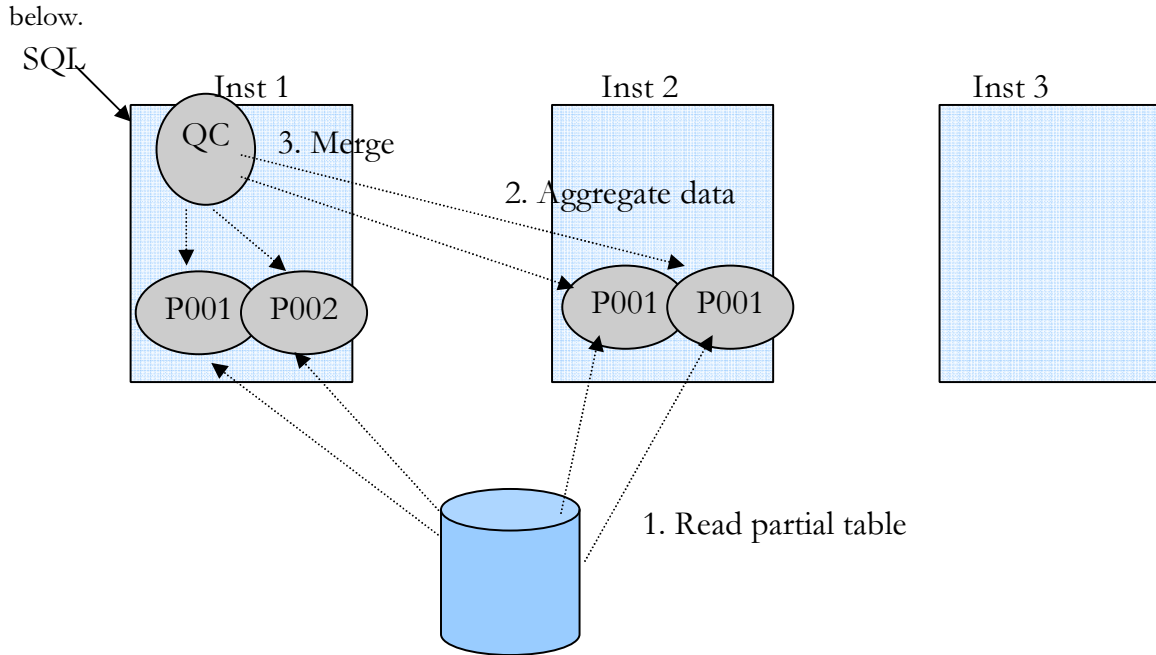 below.
SQL
Inst 1
Inst 2
Inst 3
QC
3. Merge
2. Aggregate data
P001
P002
P001
P001
1. Read partial table